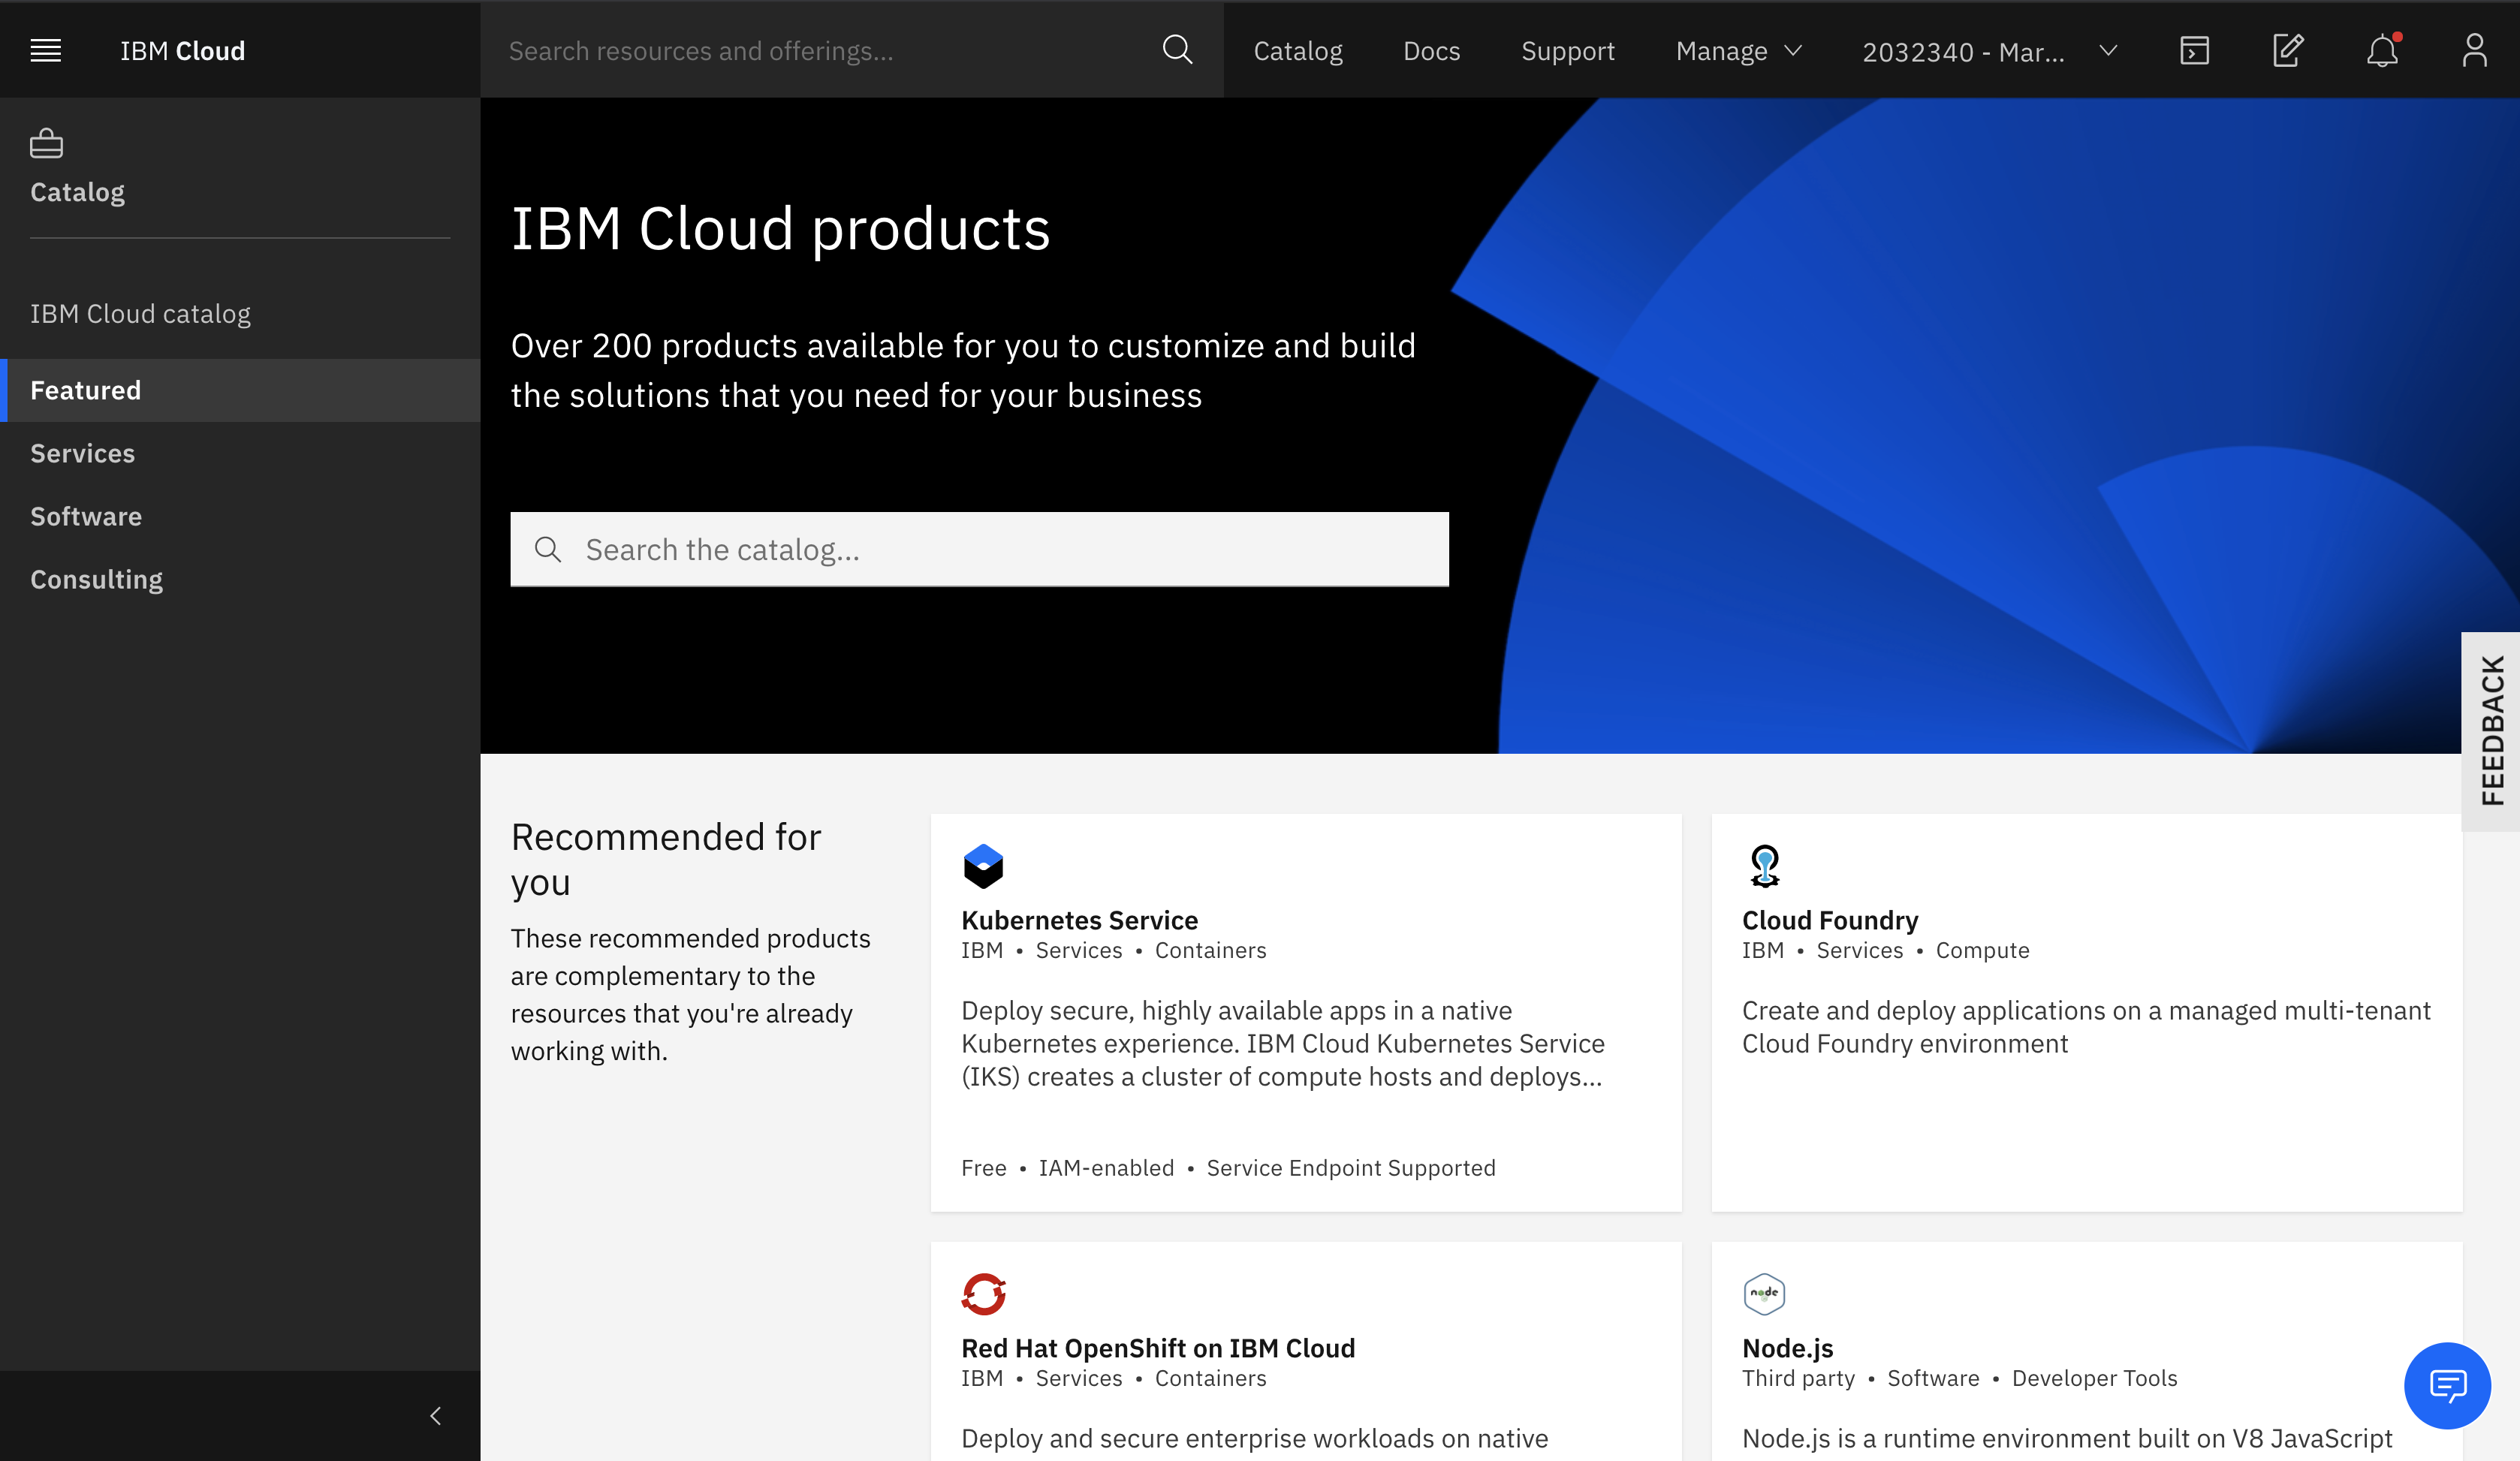 IBM Cloud
Search resources and offerings...
Catalog
Docs
Support
Manage
2032340 - Mar...
Catalog
IBM Cloud catalog
Featured
Services
Software
Consulting
IBM Cloud products
Over 200 products available for you to customize and build
the solutions that you need for your business
Search the catalog...
FEEDBACK
Recommended for
you
These recommended products
are complementary to the
resources that you're already
working with.
Kubernetes Service
IBM • Services • Containers
Deploy secure, highly available apps in a native
Kubernetes experience. IBM Cloud Kubernetes Service
(IKS) creates a cluster of compute hosts and deploys...
Free • IAM-enabled • Service Endpoint Supported
Cloud Foundry
IBM • Services • Compute
Create and deploy applications on a managed multi-tenant
Cloud Foundry environment
Red Hat OpenShift on IBM Cloud
IBM • Services • Containers
Deploy and secure enterprise workloads on native
node
Node.js
Third party • Software • Developer Tools
Node.js is a runtime environment built on V8 JavaScript